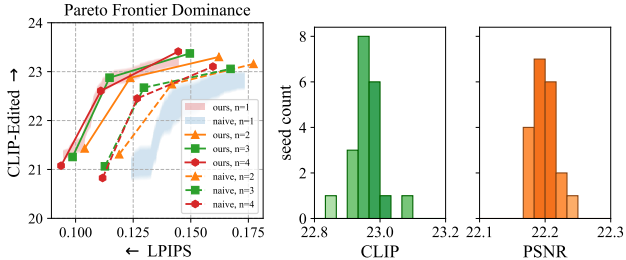 Pareto Frontier Dominance
24
23
22
21
20
CLIP-Edited →
0.100
0.125
0.150
0.175
← LPIPS
ours, n=1
naive, n=1
ours, n=2
ours, n=3
ours, n=4
naive, n=2
naive, n=3
naive, n=4
8
6
4
2
0
seed count
22.8
23.0
23.2
CLIP
22.1
22.2
22.3
PSNR